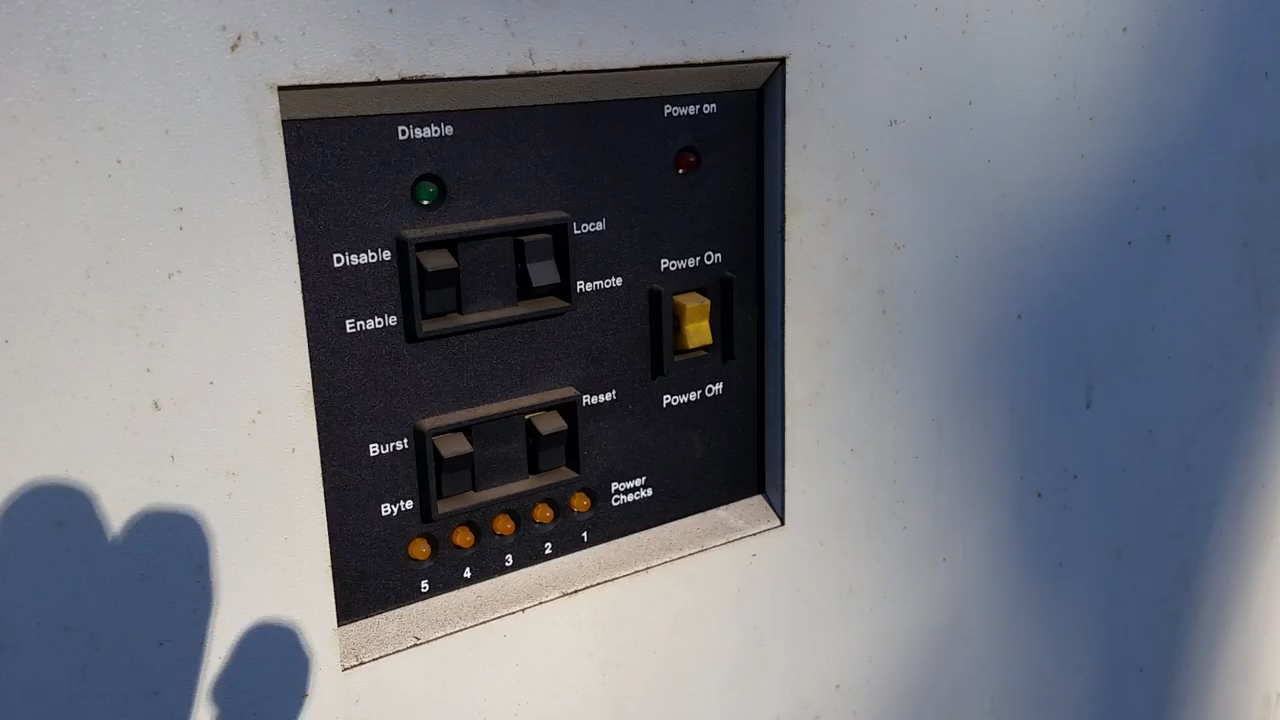 Disable
Power on
Disable
Local
Enable
Remote
Power On
Power Off
Burst
Reset
Byte
Power
Checks
5 4 3 2 1